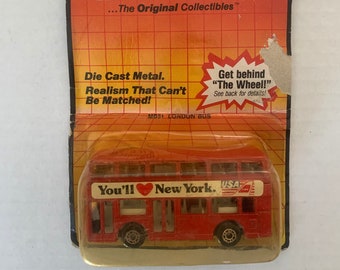 ...The Original Collectibles™
Die Cast Metal.
Realism That Can't
Be Matched!
Get behind
"The Wheel!"
See back for details!
MB51 LONDON BUS
You'll ❤ New York.
USA